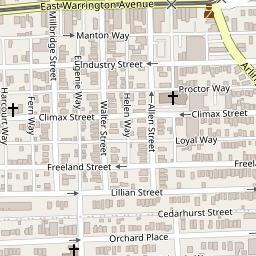 East Warrington Avenue
Millbridge Street
Manton Way
Industry Street
Eugenie Way
Proctor Way
Harcourt Way
Fern Way
Climax Street
Walter Street
Helen Way
Allen Street
Climax Street
Loyal Way
Freeland Street
Freel
Lillian Street
Cedarhurst Street
Orchard Place